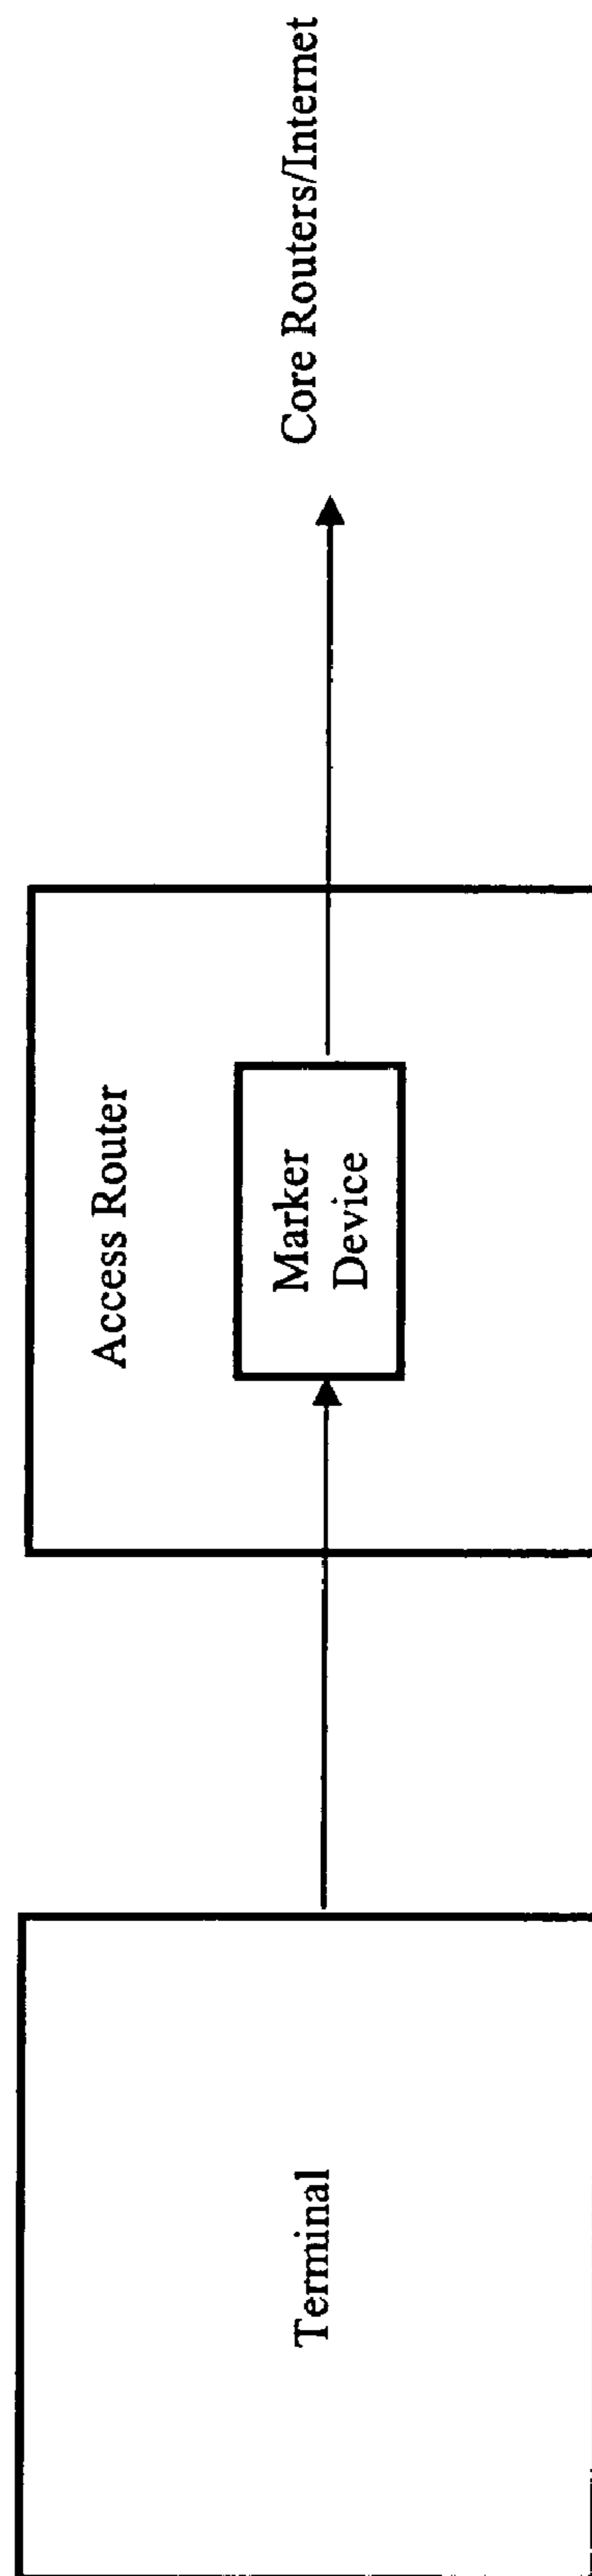 Terminal
Access Router
Marker
Device
Core Routers/Internet